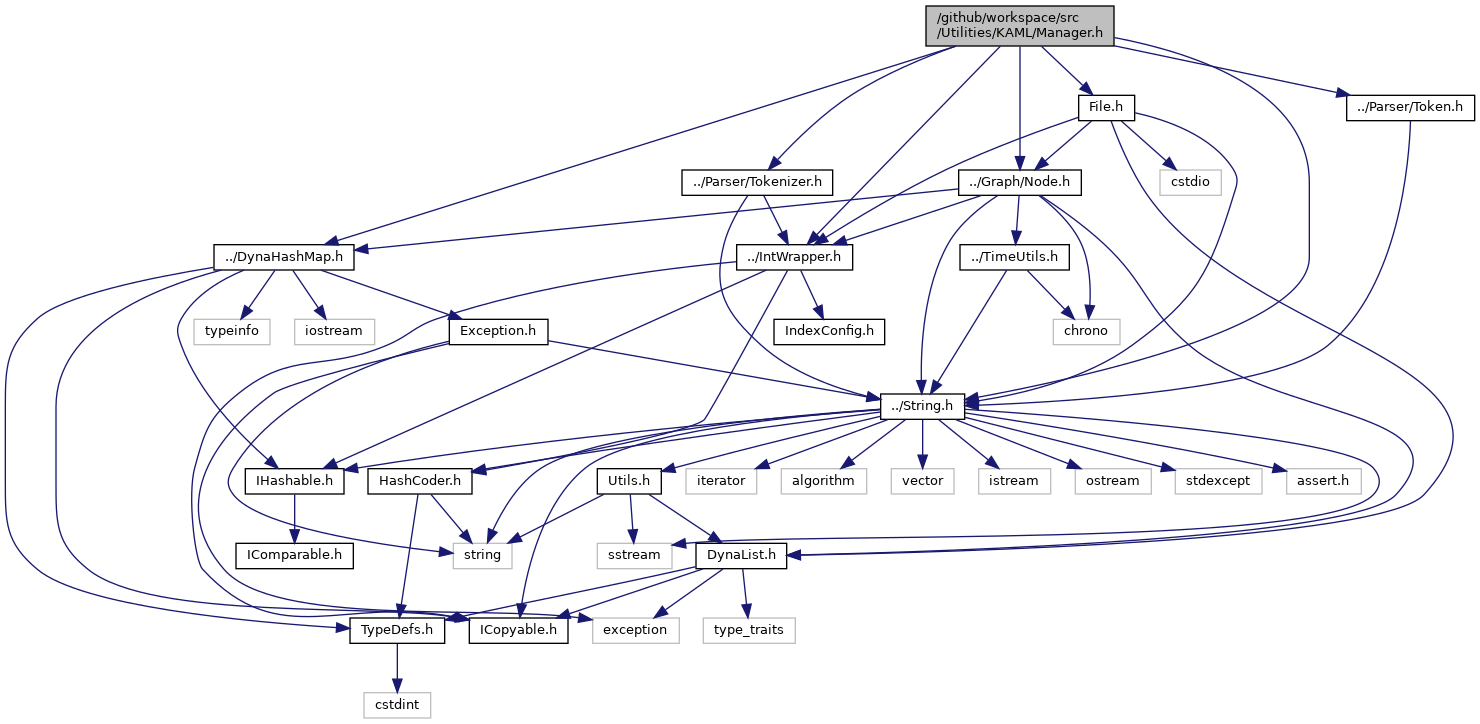 /github/workspace/src
/Utilities/KAML/Manager.h
File.h
../Parser/Token.h
../Parser/Tokenizer.h
../Graph/Node.h
cstdio
../DynaHashMap.h
../IntWrapper.h
../TimeUtils.h
typeinfo
iostream
Exception.h
IndexConfig.h
chrono
../String.h
IHashable.h
HashCoder.h
Utils.h
iterator
algorithm
vector
istream
ostream
stdexcept
assert.h
IComparable.h
string
sstream
DynaList.h
TypeDefs.h
ICopyable.h
exception
type_traits
cstdint